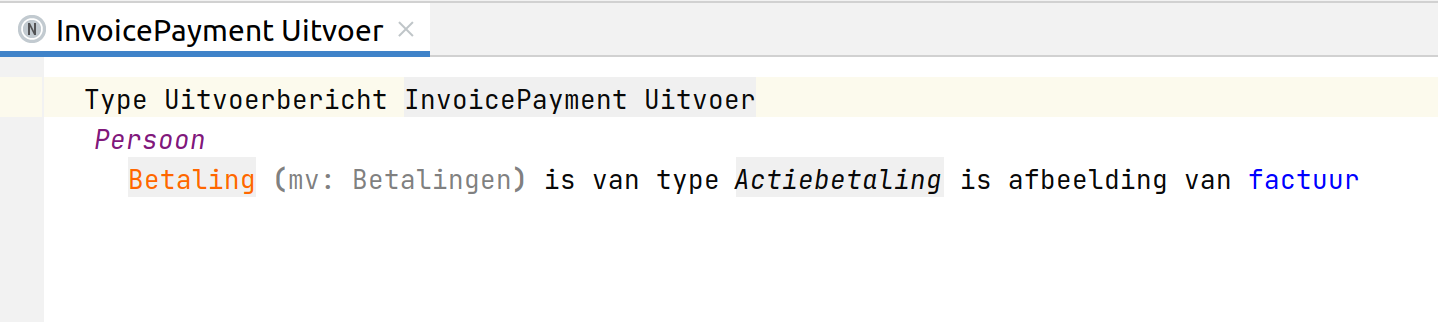 N InvoicePayment Uitvoer ×
Type Uitvoerbericht InvoicePayment Uitvoer
Persoon
Betaling (mv: Betalingen) is van type Actiebetaling is afbeelding van factuur